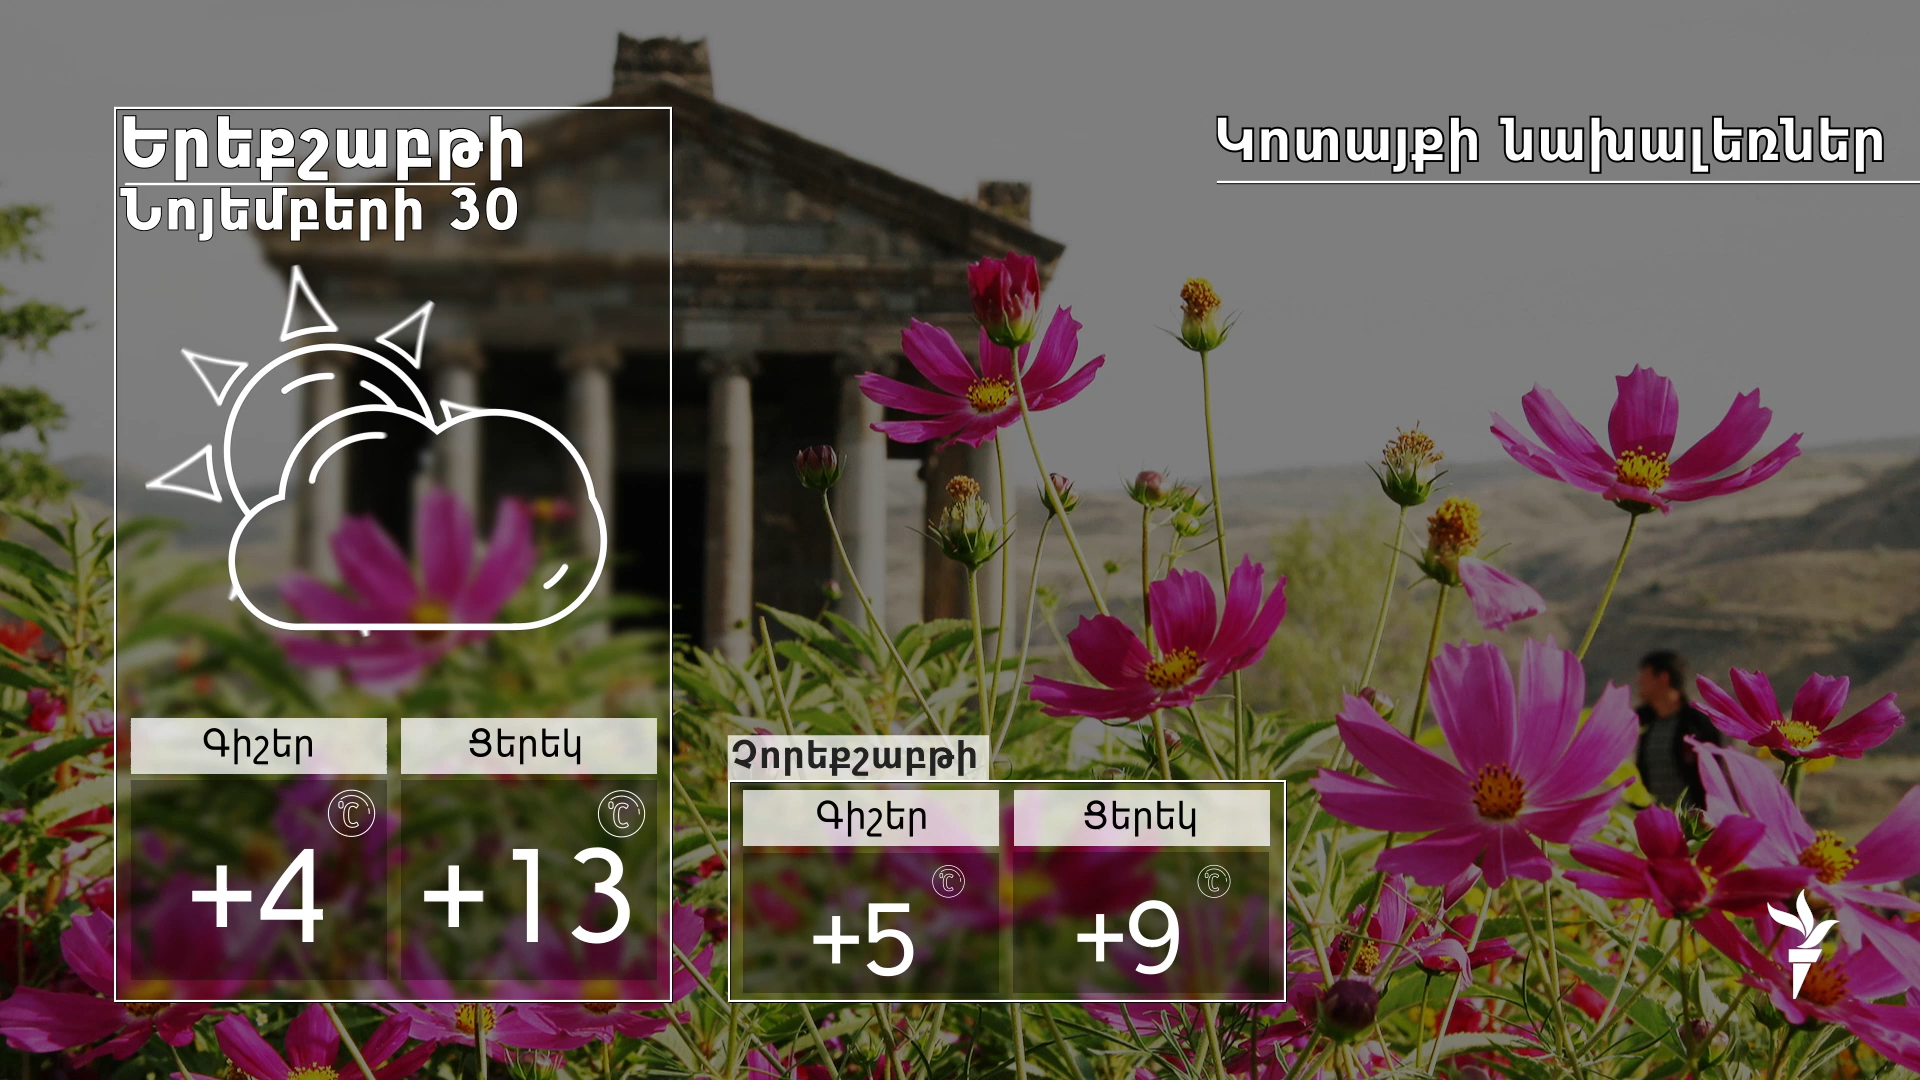 Երեքշաբթի
Նոյեմբերի 30
Կոտայքի նախալեռներ
Գիշեր
Ցերեկ
°C
°C
+4
+13
Չորեքշաբթի
Գիշեր
Ցերեկ
°C
°C
+5
+9